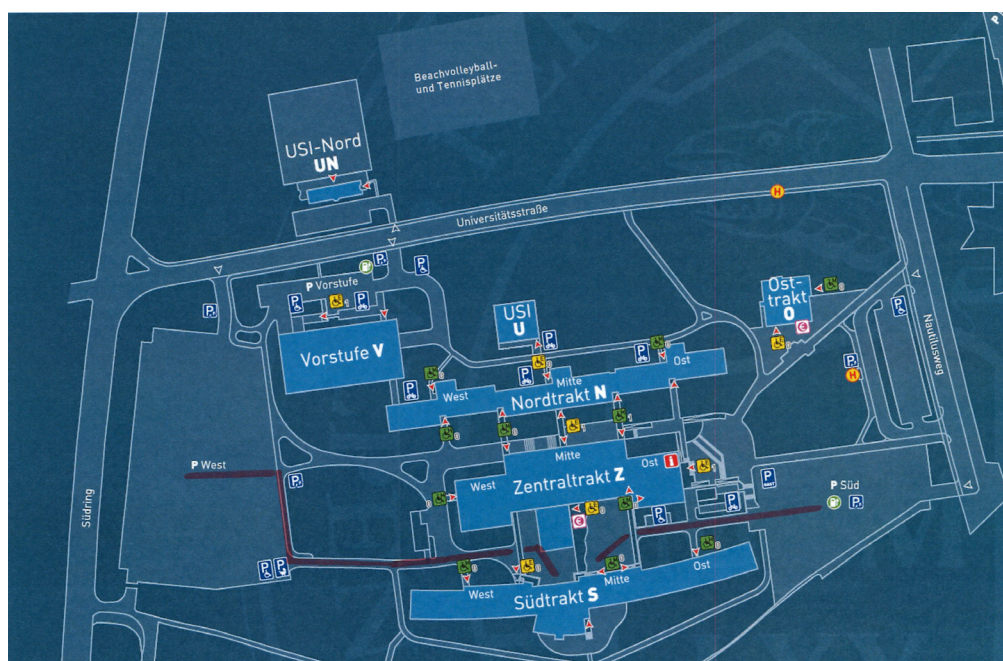 Beachvolleyball-
und Tennisplätze
USI-Nord
UN
Universitätsstraße
H
P Vorstufe
Vorstufe V
USI
U
Ost-
trakt
O
Nautilusweg
H
West
Mitte
Ost
Nordtrakt N
P West
Mitte
West
Ost
Zentraltrakt Z
P Süd
Südring
West
Mitte
Ost
Südtrakt S